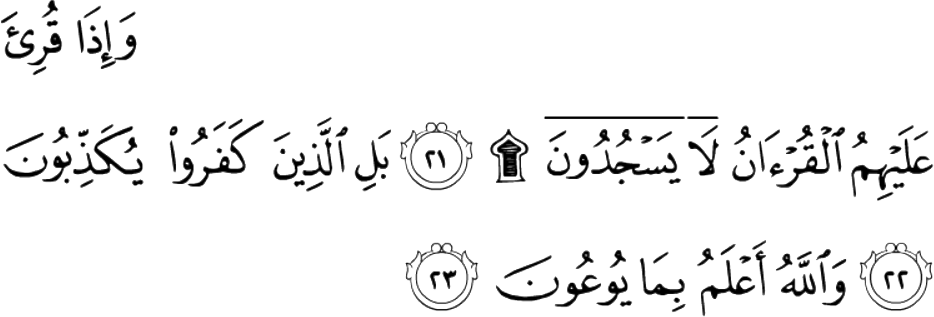 وَإِذَا قُرِئَ
عَلَيْهِمُ ٱلْقُرْءَانُ لَا يَسْجُدُونَ ۩ ٢١ بَلِ ٱلَّذِينَ كَفَرُوا۟ يُكَذِّبُونَ
٢٢ وَٱللَّهُ أَعْلَمُ بِمَا يُوعُونَ ٢٣